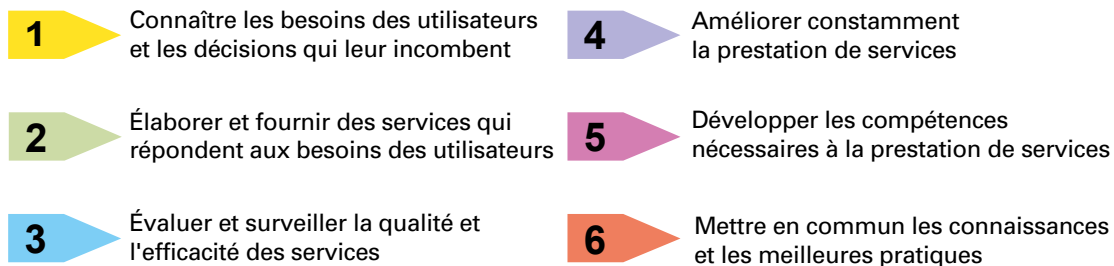 1
Connaître les besoins des utilisateurs
et les décisions qui leur incombent
2
Élaborer et fournir des services qui
répondent aux besoins des utilisateurs
3
Évaluer et surveiller la qualité et
l'efficacité des services
4
Améliorer constamment
la prestation de services
5
Développer les compétences
nécessaires à la prestation de services
6
Mettre en commun les connaissances
et les meilleures pratiques